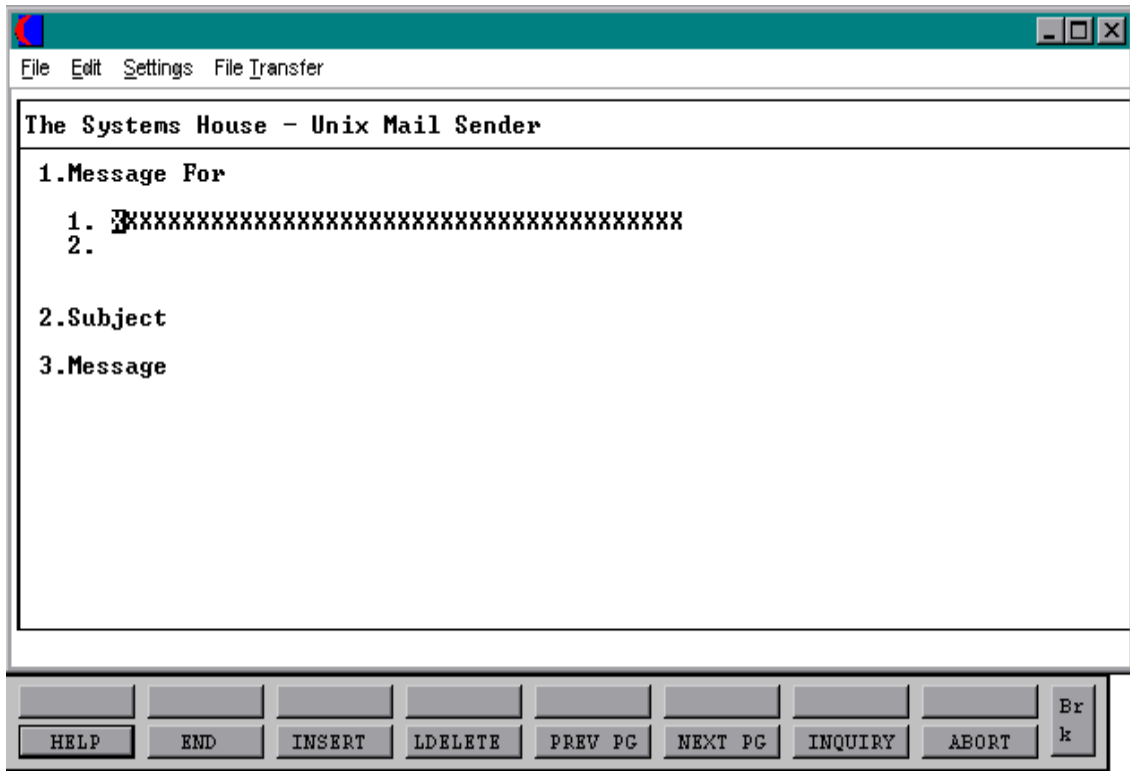 File Edit Settings File Transfer
The Systems House - Unix Mail Sender
1.Message For
1. XXXXXXXXXXXXXXXXXXXXXXXXXXXXXXXXXXXXXXXX
2.
2.Subject
3.Message
HELP END INSERT LDELETE PREV PG NEXT PG INQUIRY ABORT Br
k